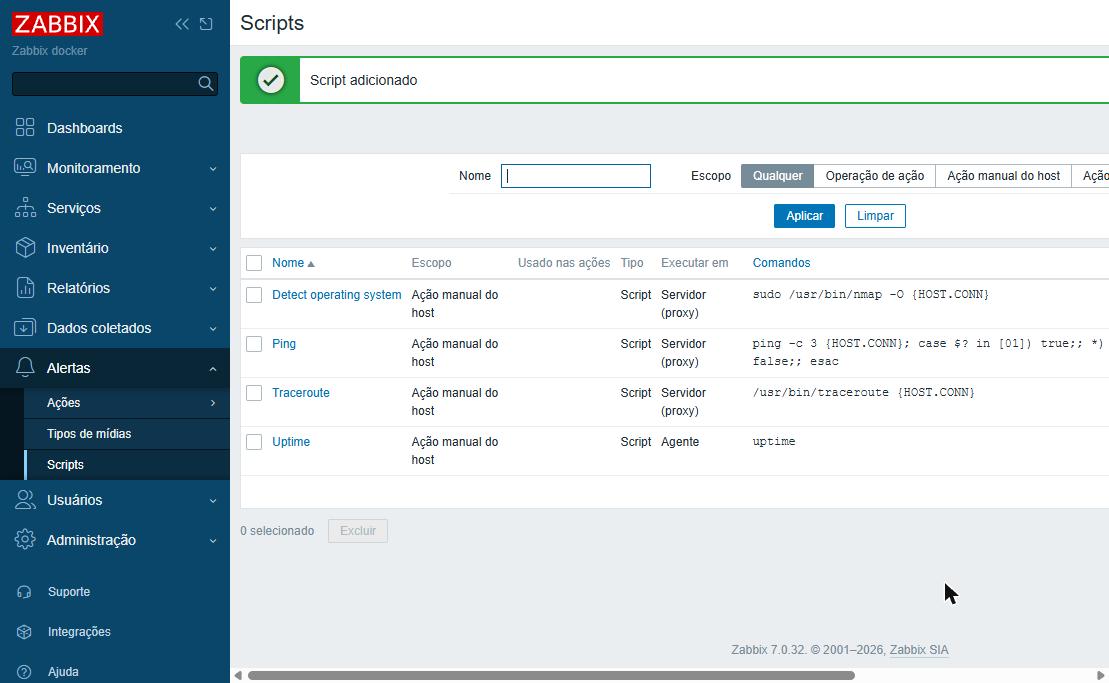 ZABBIX
Zabbix docker
Dashboards
Monitoramento
Serviços
Inventário
Relatórios
Dados coletados
Alertas
Ações
Tipos de mídias
Scripts
Usuários
Administração
Suporte
Integrações
Ajuda
Scripts
Script adicionado
Nome Escopo Qualquer Operação de ação Ação manual do host Ação
Aplicar Limpar
Nome Escopo Usado nas ações Tipo Executar em Comandos
Detect operating system Ação manual do Script Servidor sudo /usr/bin/nmap -O {HOST.CONN}
host (proxy)
Ping Ação manual do Script Servidor ping -c 3 {HOST.CONN}; case $? in [01]) true;; *)
host (proxy) false;; esac
Traceroute Ação manual do Script Servidor /usr/bin/traceroute {HOST.CONN}
host (proxy)
Uptime Ação manual do Script Agente uptime
host
0 selecionado Excluir
Zabbix 7.0.32. © 2001–2026, Zabbix SIA